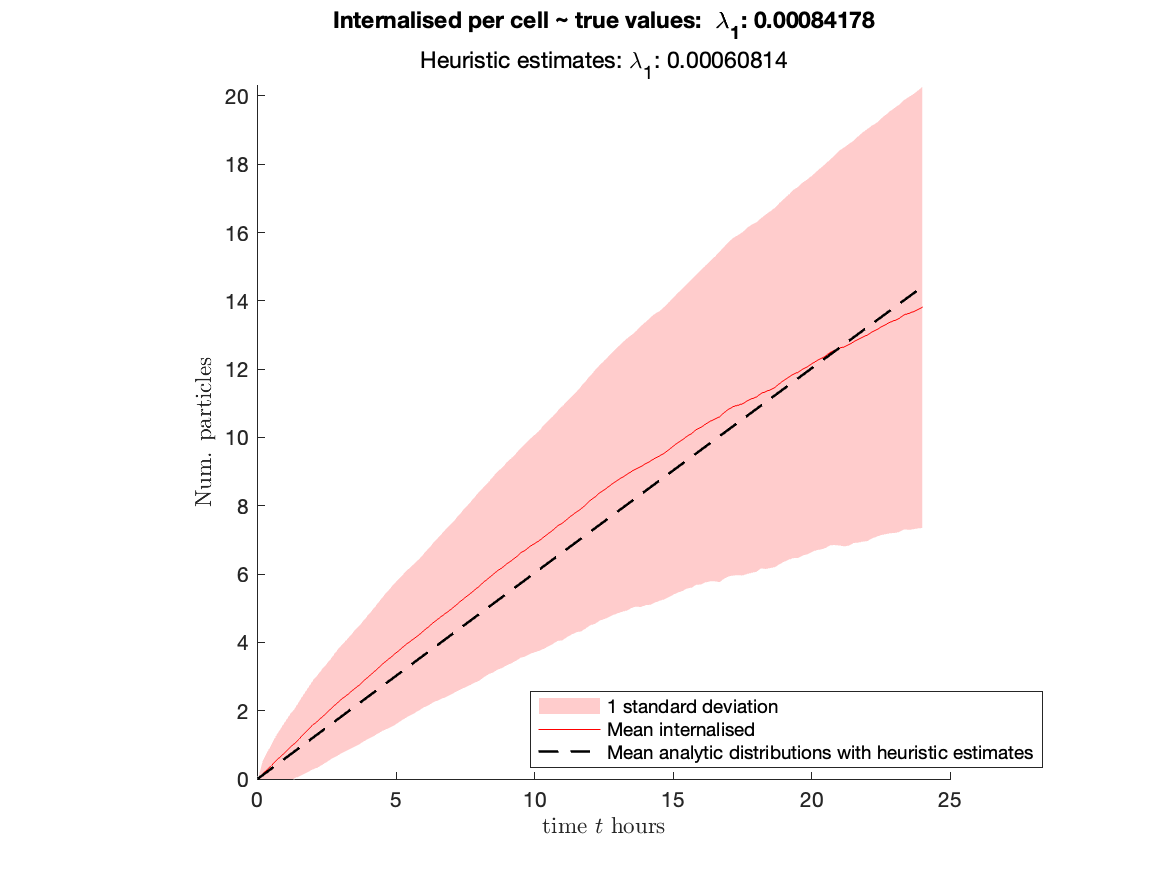 Internalised per cell ~ true values: λ₁: 0.00084178
Heuristic estimates: λ₁: 0.00060814
20
18
16
14
12
10
8
6
4
2
0
Num. particles
0 5 10 15 20 25
time t hours
1 standard deviation
Mean internalised
Mean analytic distributions with heuristic estimates